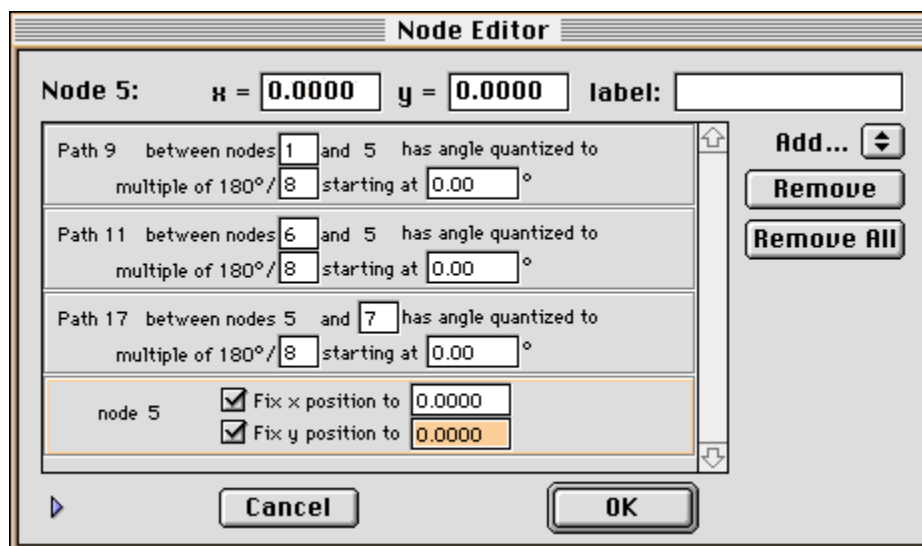 Node Editor
Node 5: x = 0.0000 y = 0.0000 label:
Path 9 between nodes 1 and 5 has angle quantized to
multiple of 180°/ 8 starting at 0.00 °
Path 11 between nodes 6 and 5 has angle quantized to
multiple of 180°/ 8 starting at 0.00 °
Path 17 between nodes 5 and 7 has angle quantized to
multiple of 180°/ 8 starting at 0.00 °
node 5 Fix x position to 0.0000
Fix y position to 0.0000
Add...
Remove
Remove All
Cancel OK